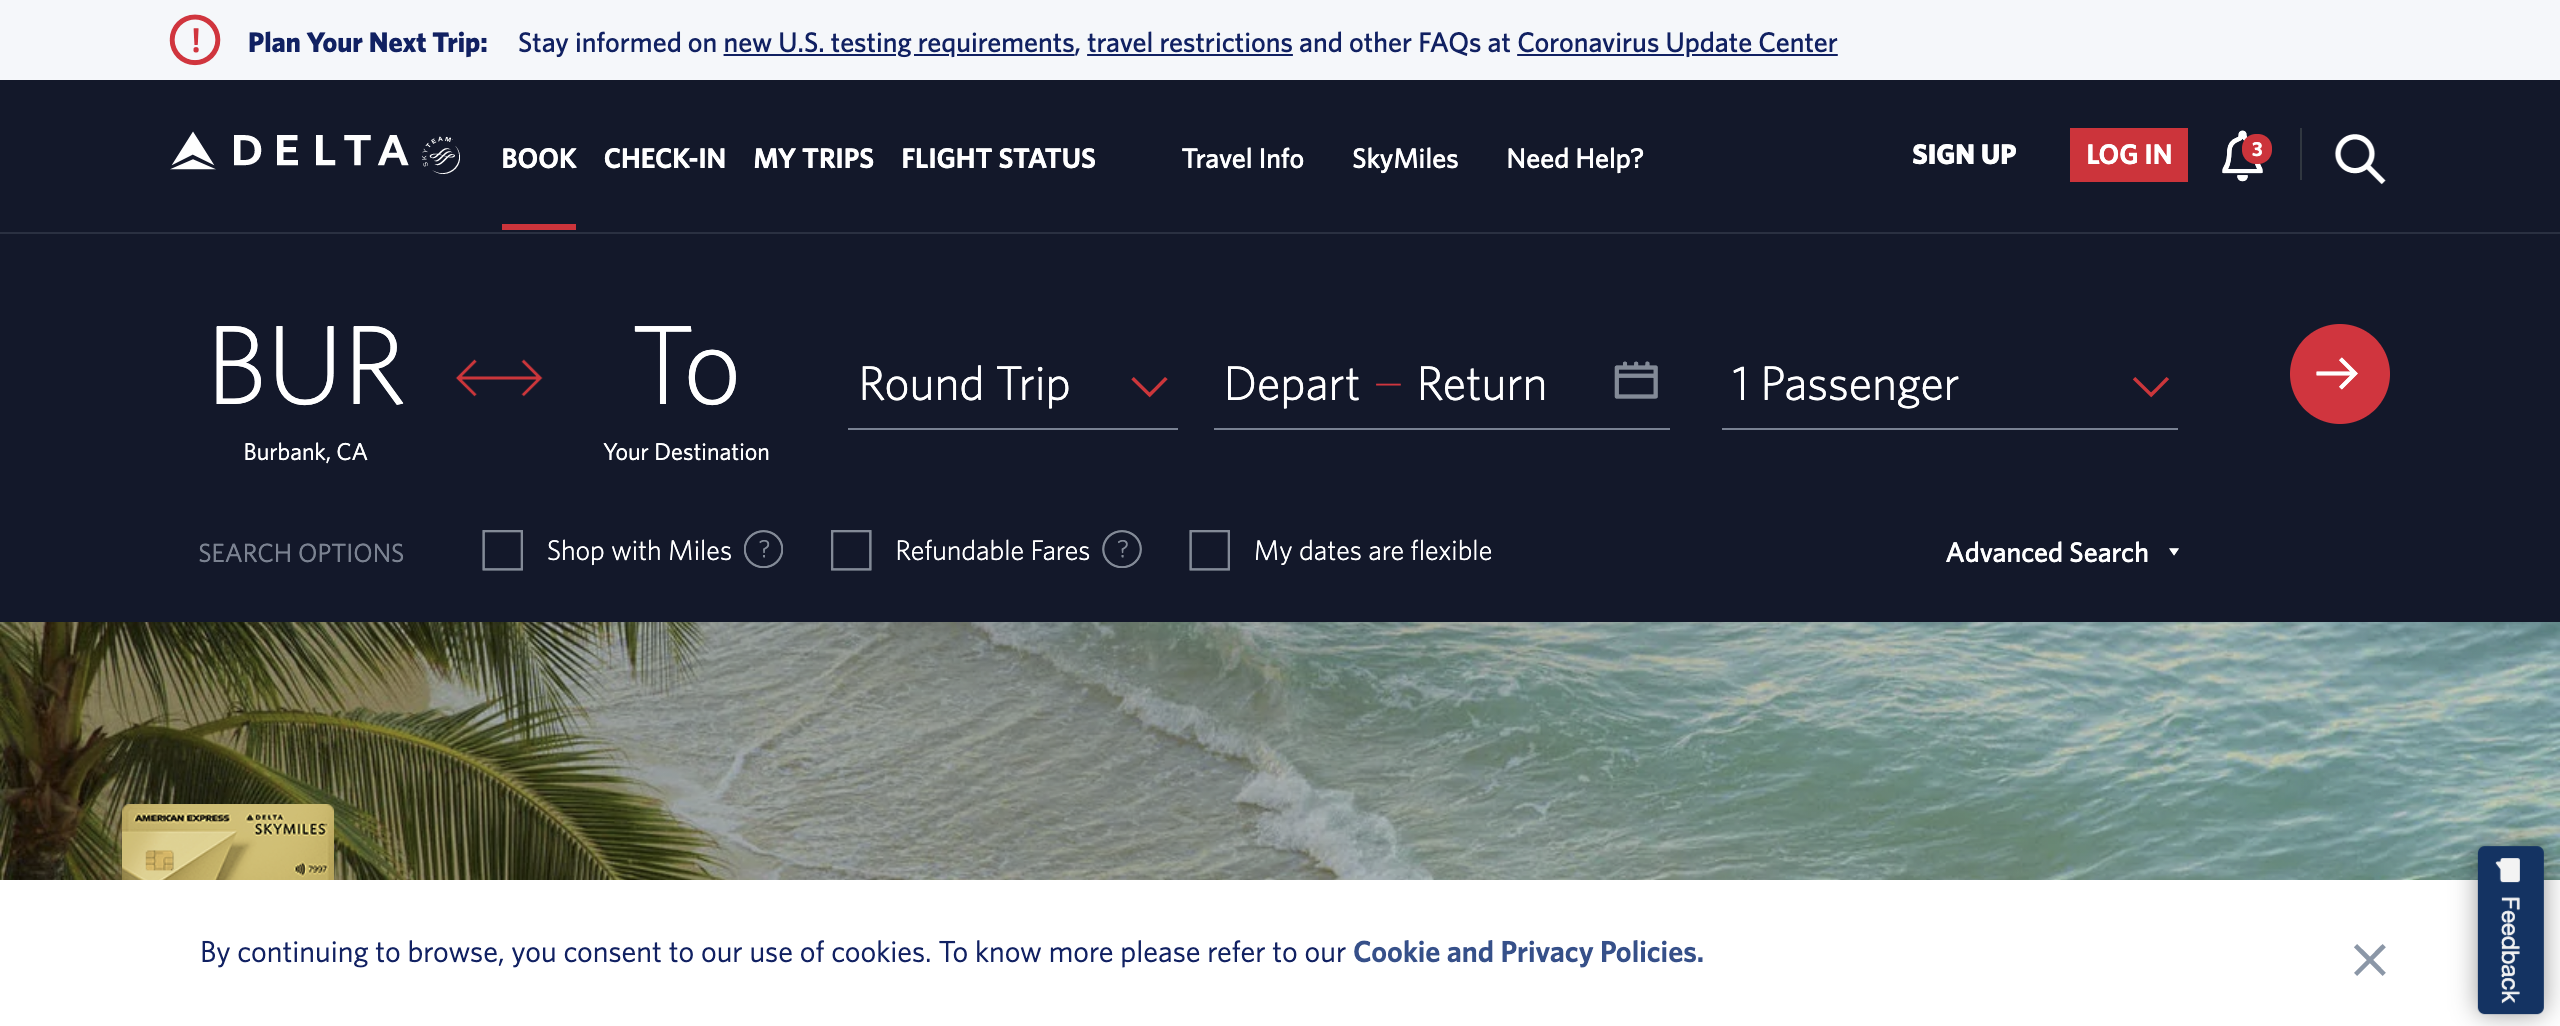 Plan Your Next Trip: Stay informed on new U.S. testing requirements, travel restrictions and other FAQs at Coronavirus Update Center
DELTA SKYTEAM BOOK CHECK-IN MY TRIPS FLIGHT STATUS Travel Info SkyMiles Need Help? SIGN UP LOG IN 3
BUR To Round Trip Depart – Return 1 Passenger
Burbank, CA Your Destination
SEARCH OPTIONS Shop with Miles ? Refundable Fares ? My dates are flexible Advanced Search
AMERICAN EXPRESS DELTA
SKYMILES
7997
By continuing to browse, you consent to our use of cookies. To know more please refer to our Cookie and Privacy Policies.
Feedback